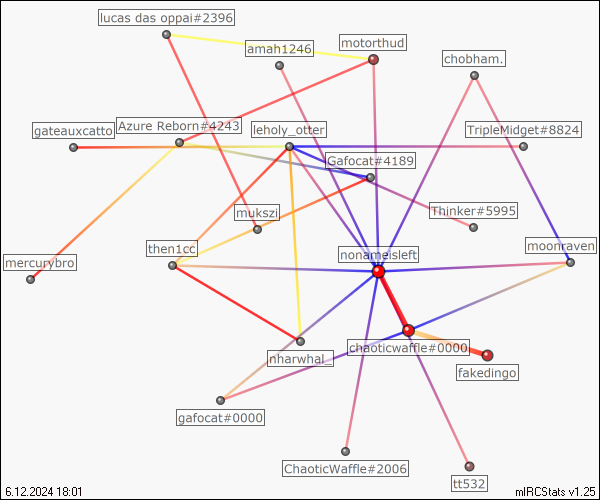 lucas das oppai#2396
amah1246
motorthud
chobham.
gateauxcatto
Azure Reborn#4243
leholy_otter
TripleMidget#8824
Gafocat#4189
mukszi
Thinker#5995
then1cc
nonameisleft
moonraven
mercurybro
nharwhal_
chaoticwaffle#0000
fakedingo
gafocat#0000
ChaoticWaffle#2006
tt532
6.12.2024 18:01
mIRCStats v1.25